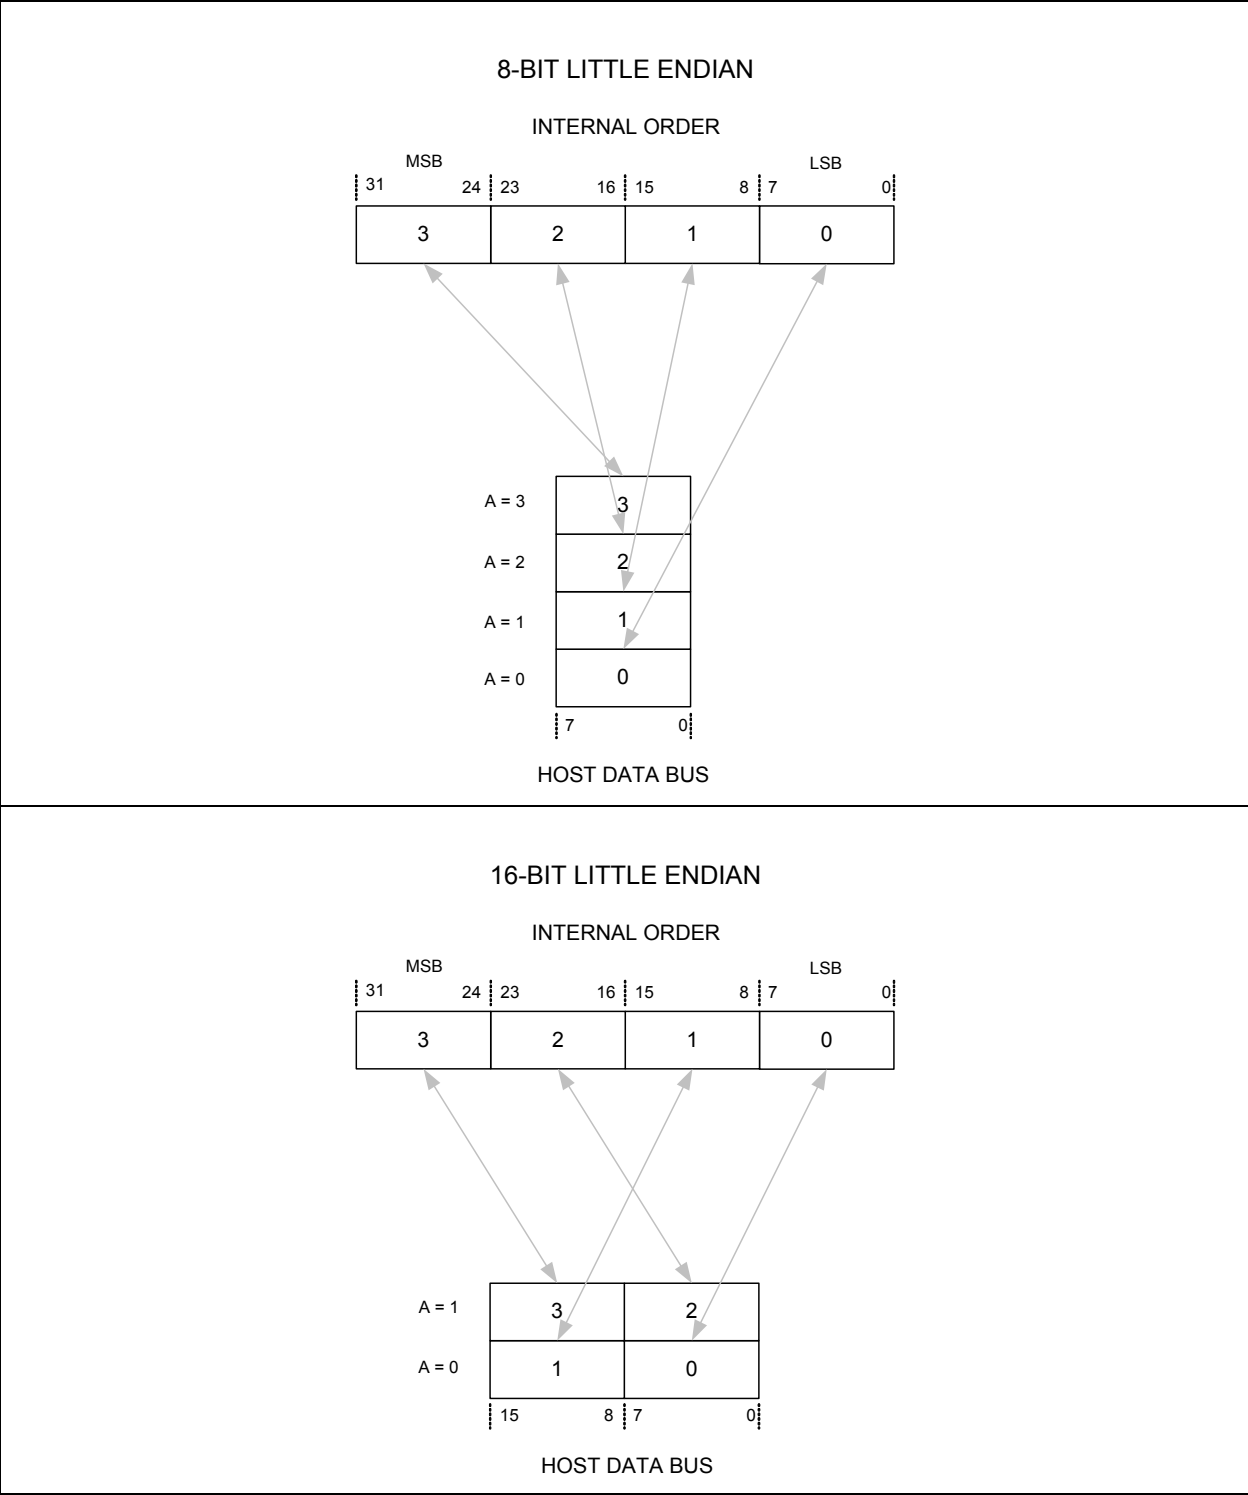 8-BIT LITTLE ENDIAN
INTERNAL ORDER
MSB LSB
31 24 23 16 15 8 7 0
3 2 1 0
A = 3 3
A = 2 2
A = 1 1
A = 0 0
7 0
HOST DATA BUS
16-BIT LITTLE ENDIAN
INTERNAL ORDER
MSB LSB
31 24 23 16 15 8 7 0
3 2 1 0
A = 1 3 2
A = 0 1 0
15 8 7 0
HOST DATA BUS